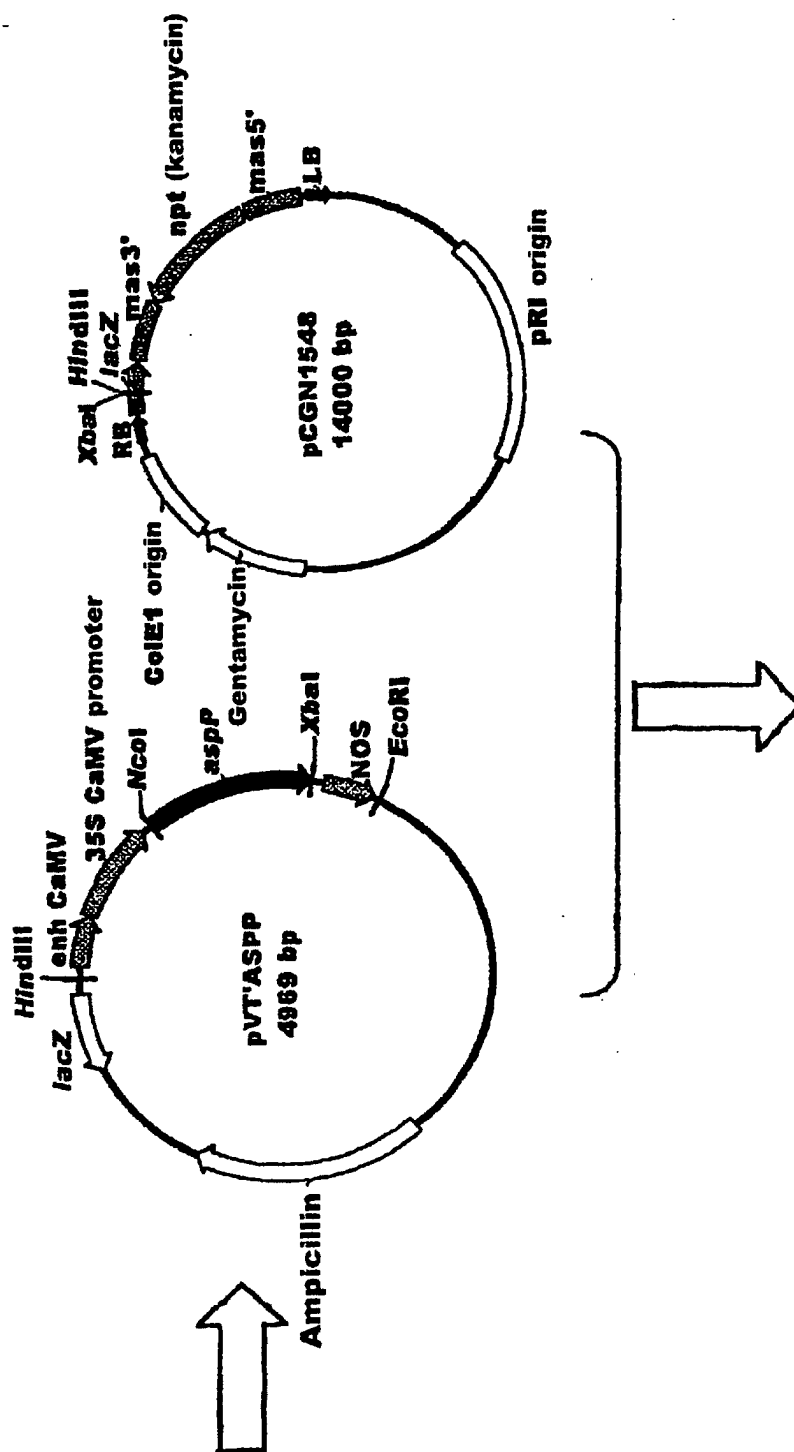 HindIII
enh CaMV
35S CaMV promoter
lacZ
NcoI
aspP
XbaI
NOS
EcoRI
Ampicillin
pVT'ASPP
4969 bp
XbaI
HindIII
lacZ
RB
mas3'
npt (kanamycin)
mas5'
LB
ColE1 origin
Gentamycin
pCGN1548
14000 bp
pRI origin